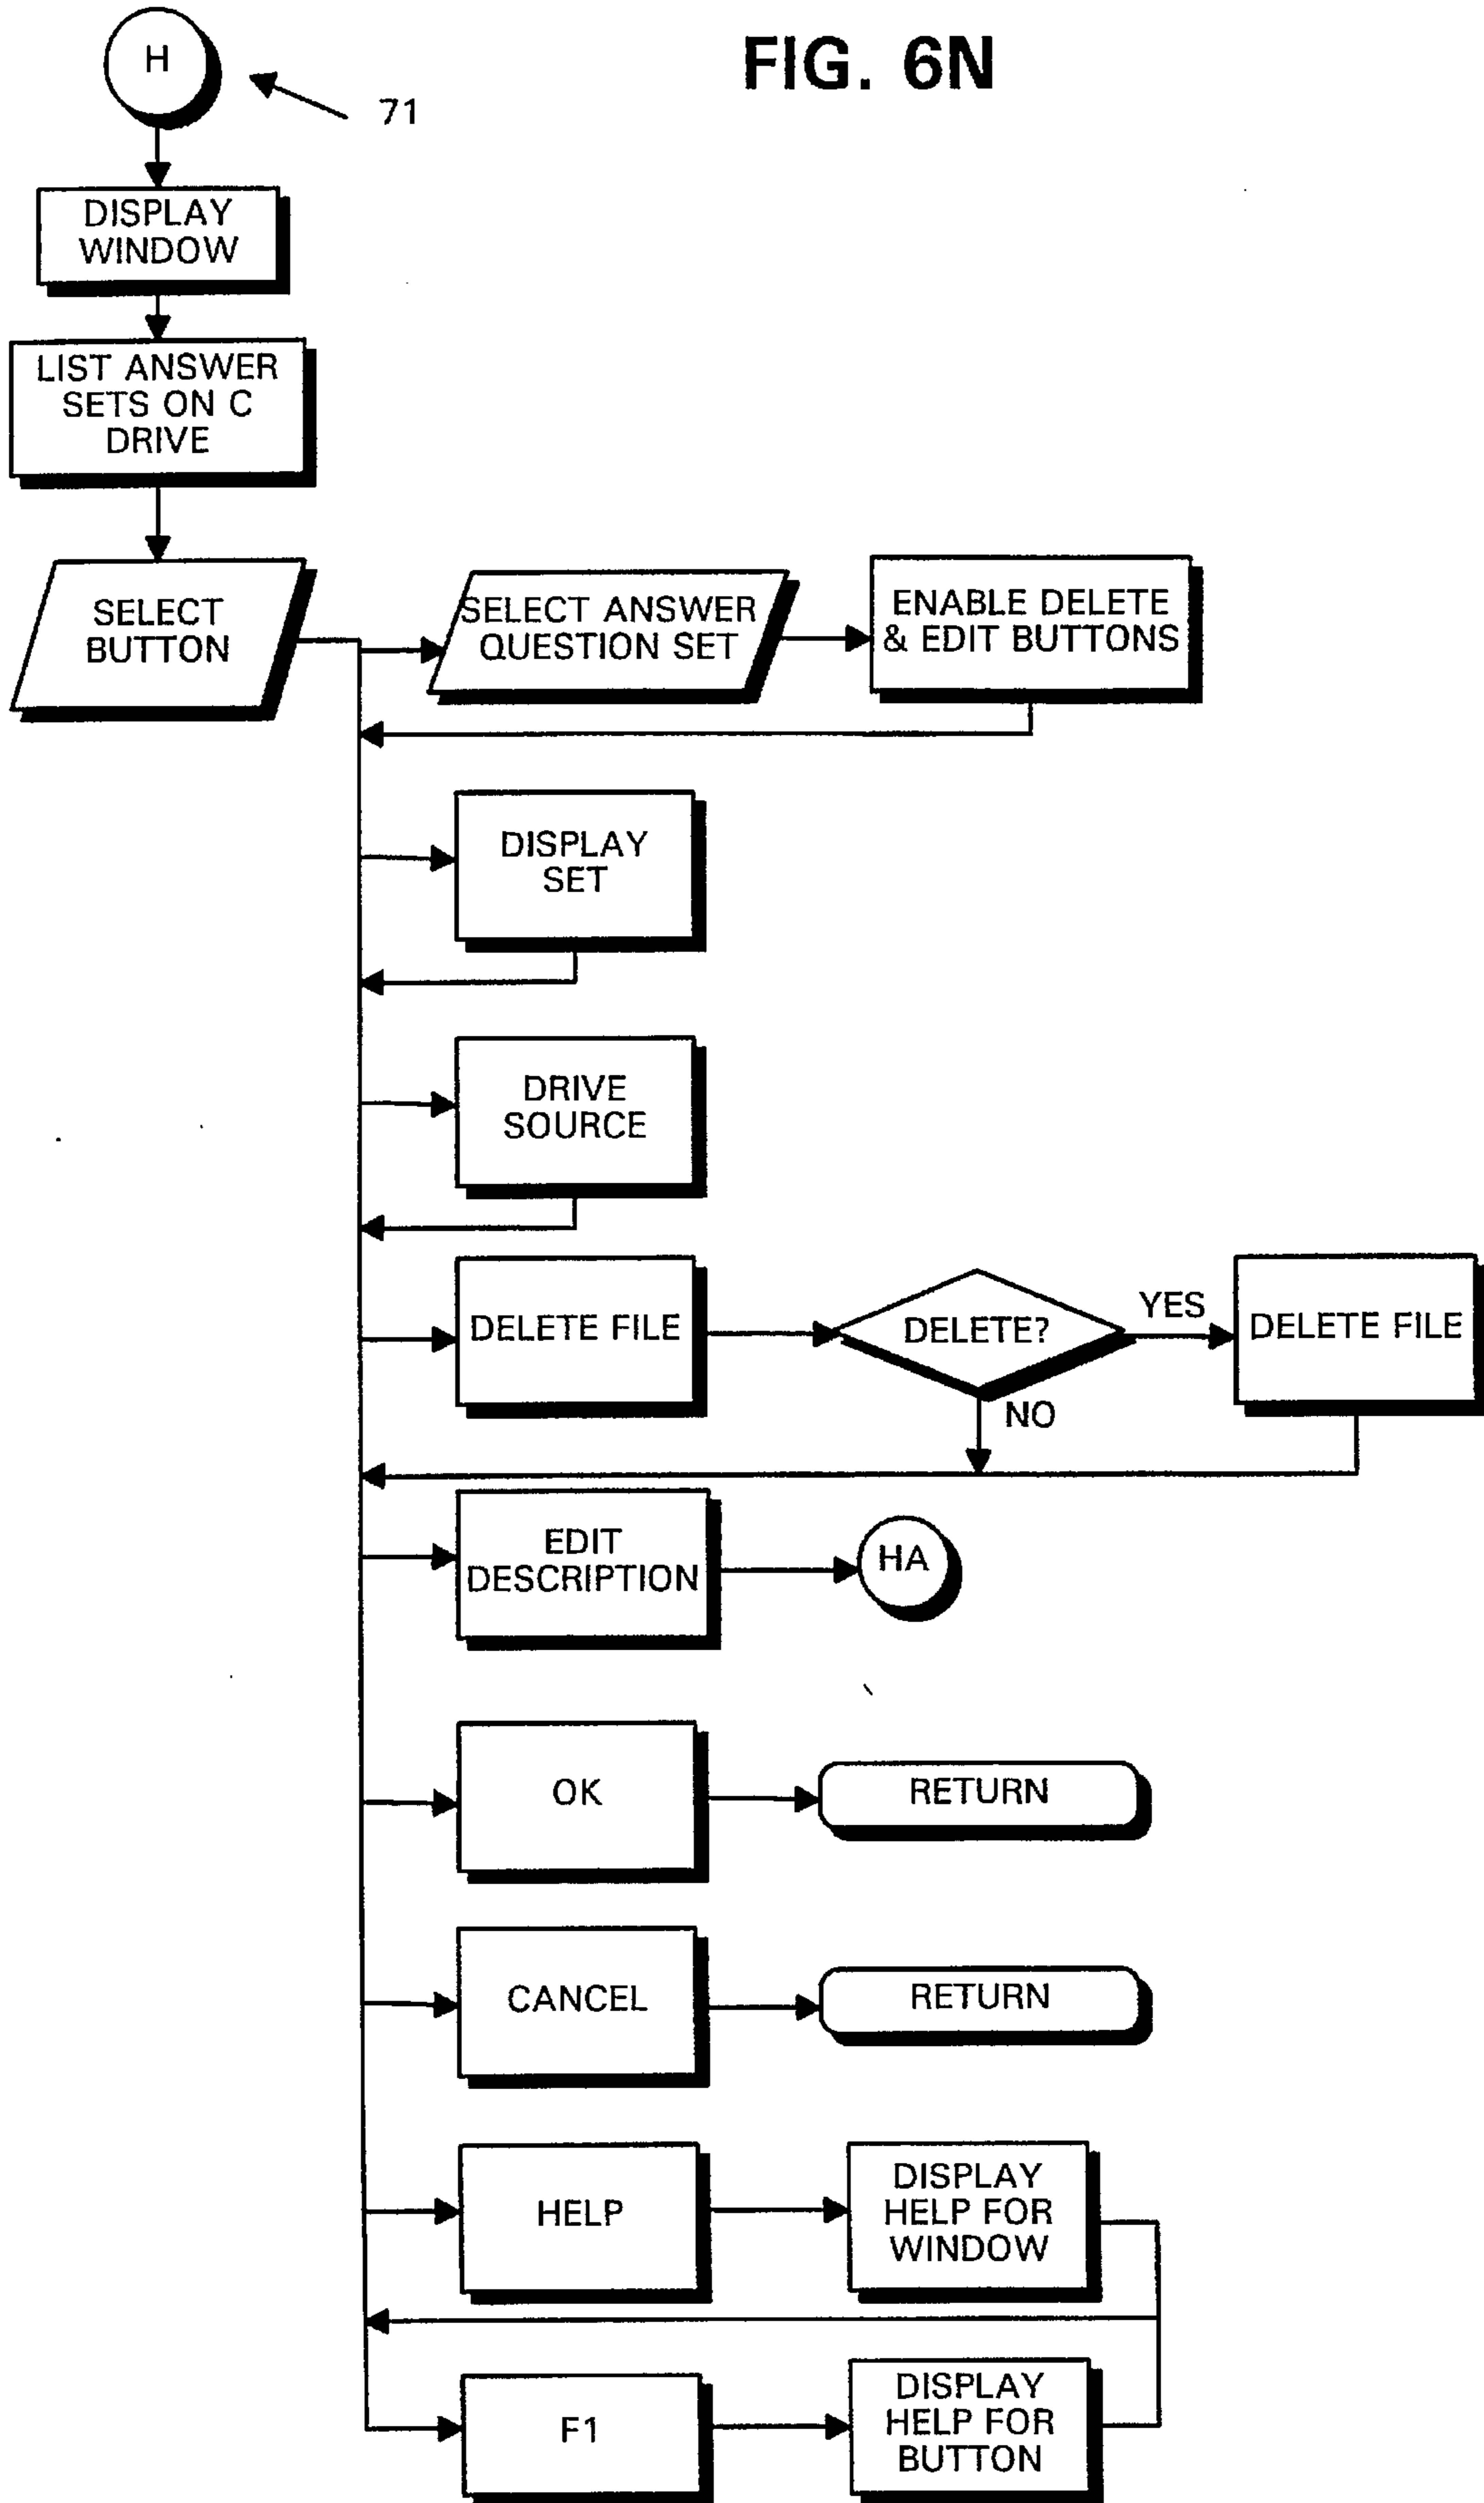 FIG. 6N
H
71
DISPLAY
WINDOW
LIST ANSWER
SETS ON C
DRIVE
SELECT
BUTTON
SELECT ANSWER
QUESTION SET
ENABLE DELETE
& EDIT BUTTONS
DISPLAY
SET
DRIVE
SOURCE
DELETE FILE
DELETE?
YES
DELETE FILE
NO
EDIT
DESCRIPTION
HA
OK
RETURN
CANCEL
RETURN
HELP
DISPLAY
HELP FOR
WINDOW
F1
DISPLAY
HELP FOR
BUTTON